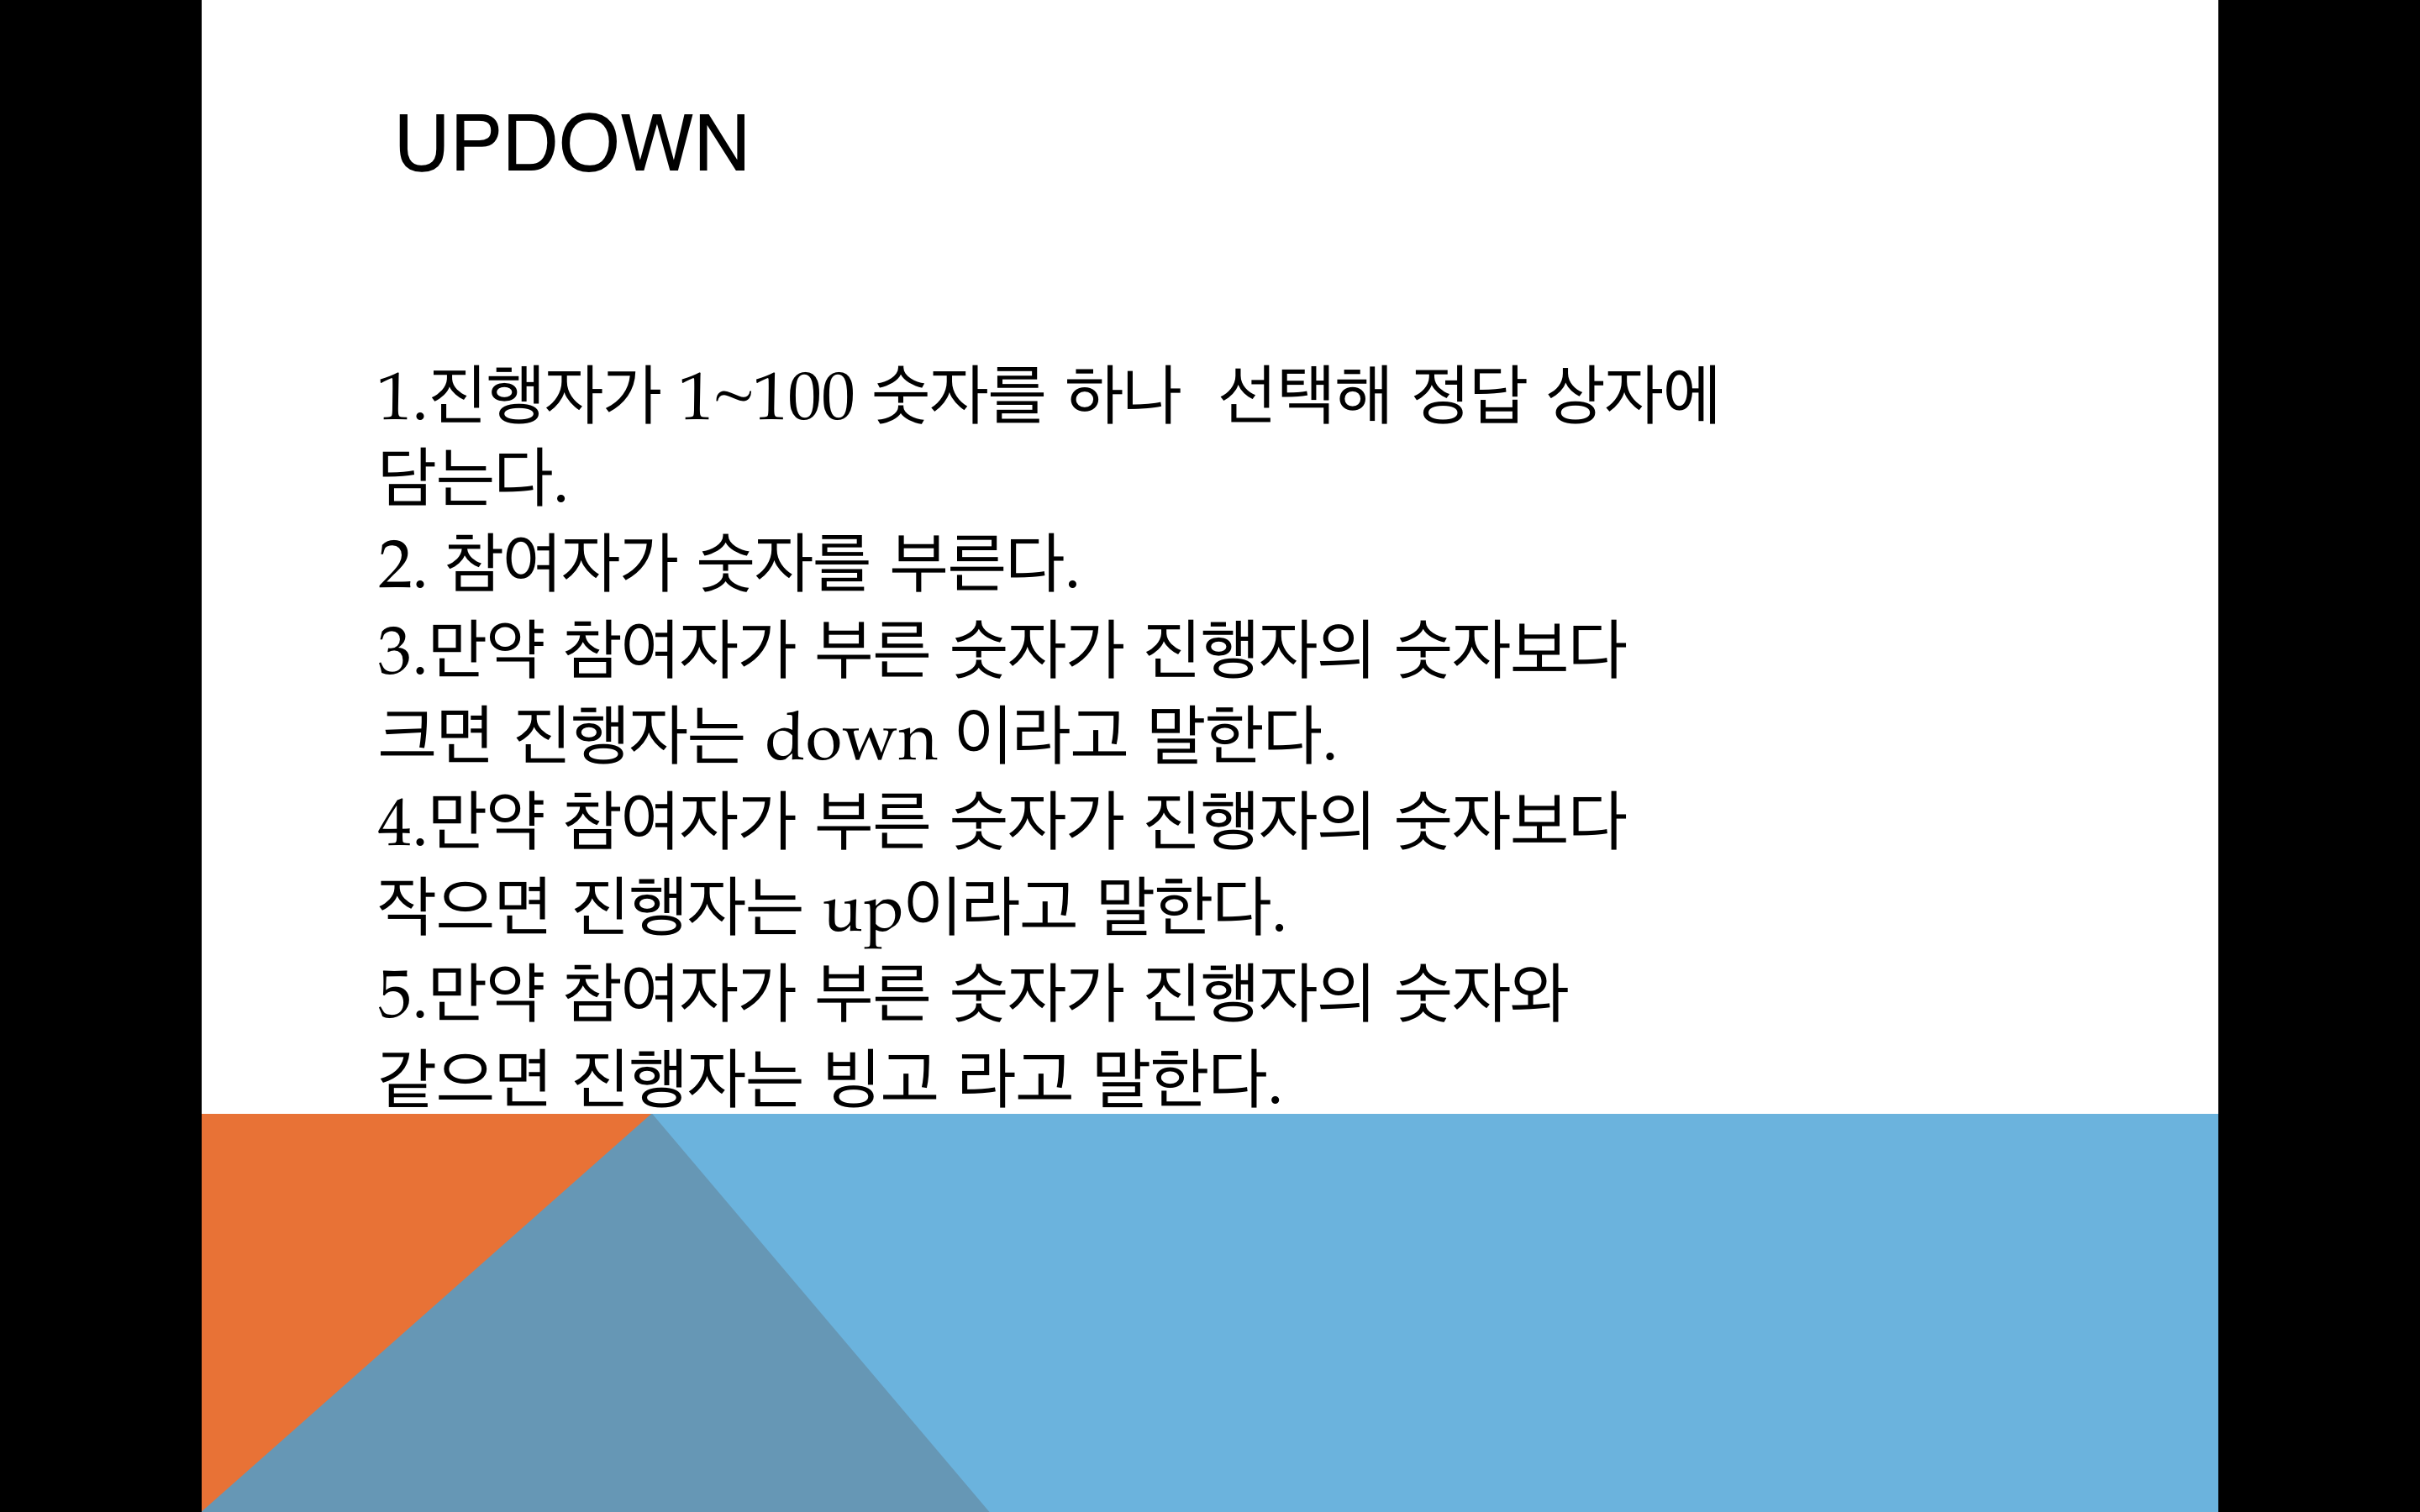 UPDOWN
1.진행자가 1~100 숫자를 하나  선택해 정답 상자에
담는다.
2. 참여자가 숫자를 부른다.
3.만약 참여자가 부른 숫자가 진행자의 숫자보다
크면 진행자는 down 이라고 말한다.
4.만약 참여자가 부른 숫자가 진행자의 숫자보다
작으면 진행자는 up이라고 말한다.
5.만약 참여자가 부른 숫자가 진행자의 숫자와
같으면 진행자는 빙고 라고 말한다.